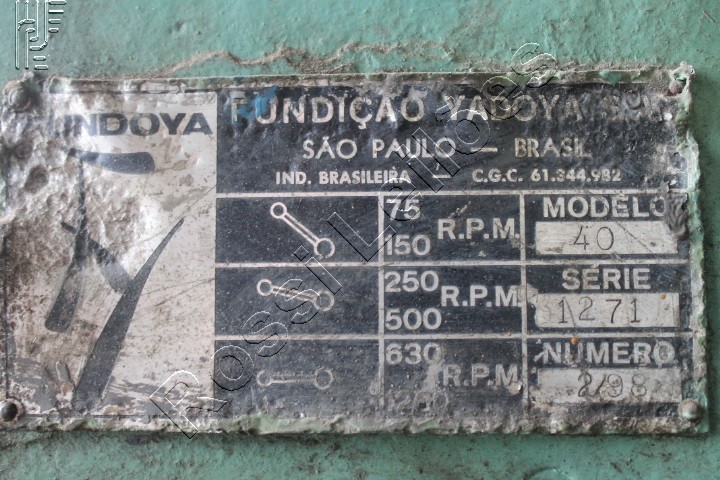 INDOYA
FUNDIÇÃO YADOYA
SÃO PAULO — BRASIL
IND. BRASILEIRA — C.G.C. 61.344.982
75
150 R.P.M.
MODELO
40
250
500 R.P.M.
SÉRIE
1271
630
R.P.M.
NÚMERO
2/98
Rossi Leilões